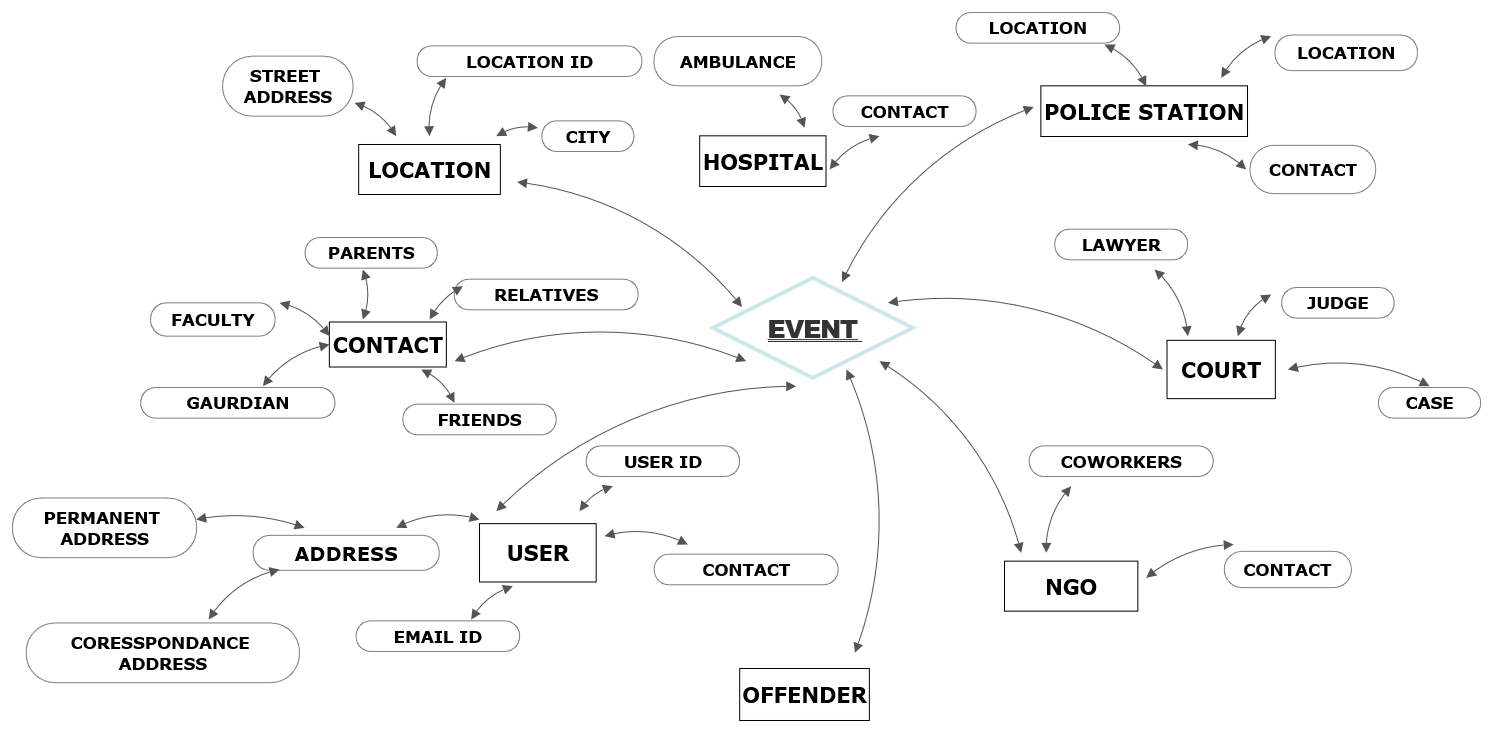 LOCATION
STREET
ADDRESS
LOCATION ID
AMBULANCE
LOCATION
CITY
CONTACT
POLICE STATION
LOCATION
HOSPITAL
CONTACT
PARENTS
LAWYER
RELATIVES
FACULTY
JUDGE
EVENT
CONTACT
COURT
GAURDIAN
FRIENDS
CASE
USER ID
COWORKERS
PERMANENT
ADDRESS
ADDRESS
USER
CONTACT
CONTACT
NGO
EMAIL ID
CORESSPONDANCE
ADDRESS
OFFENDER